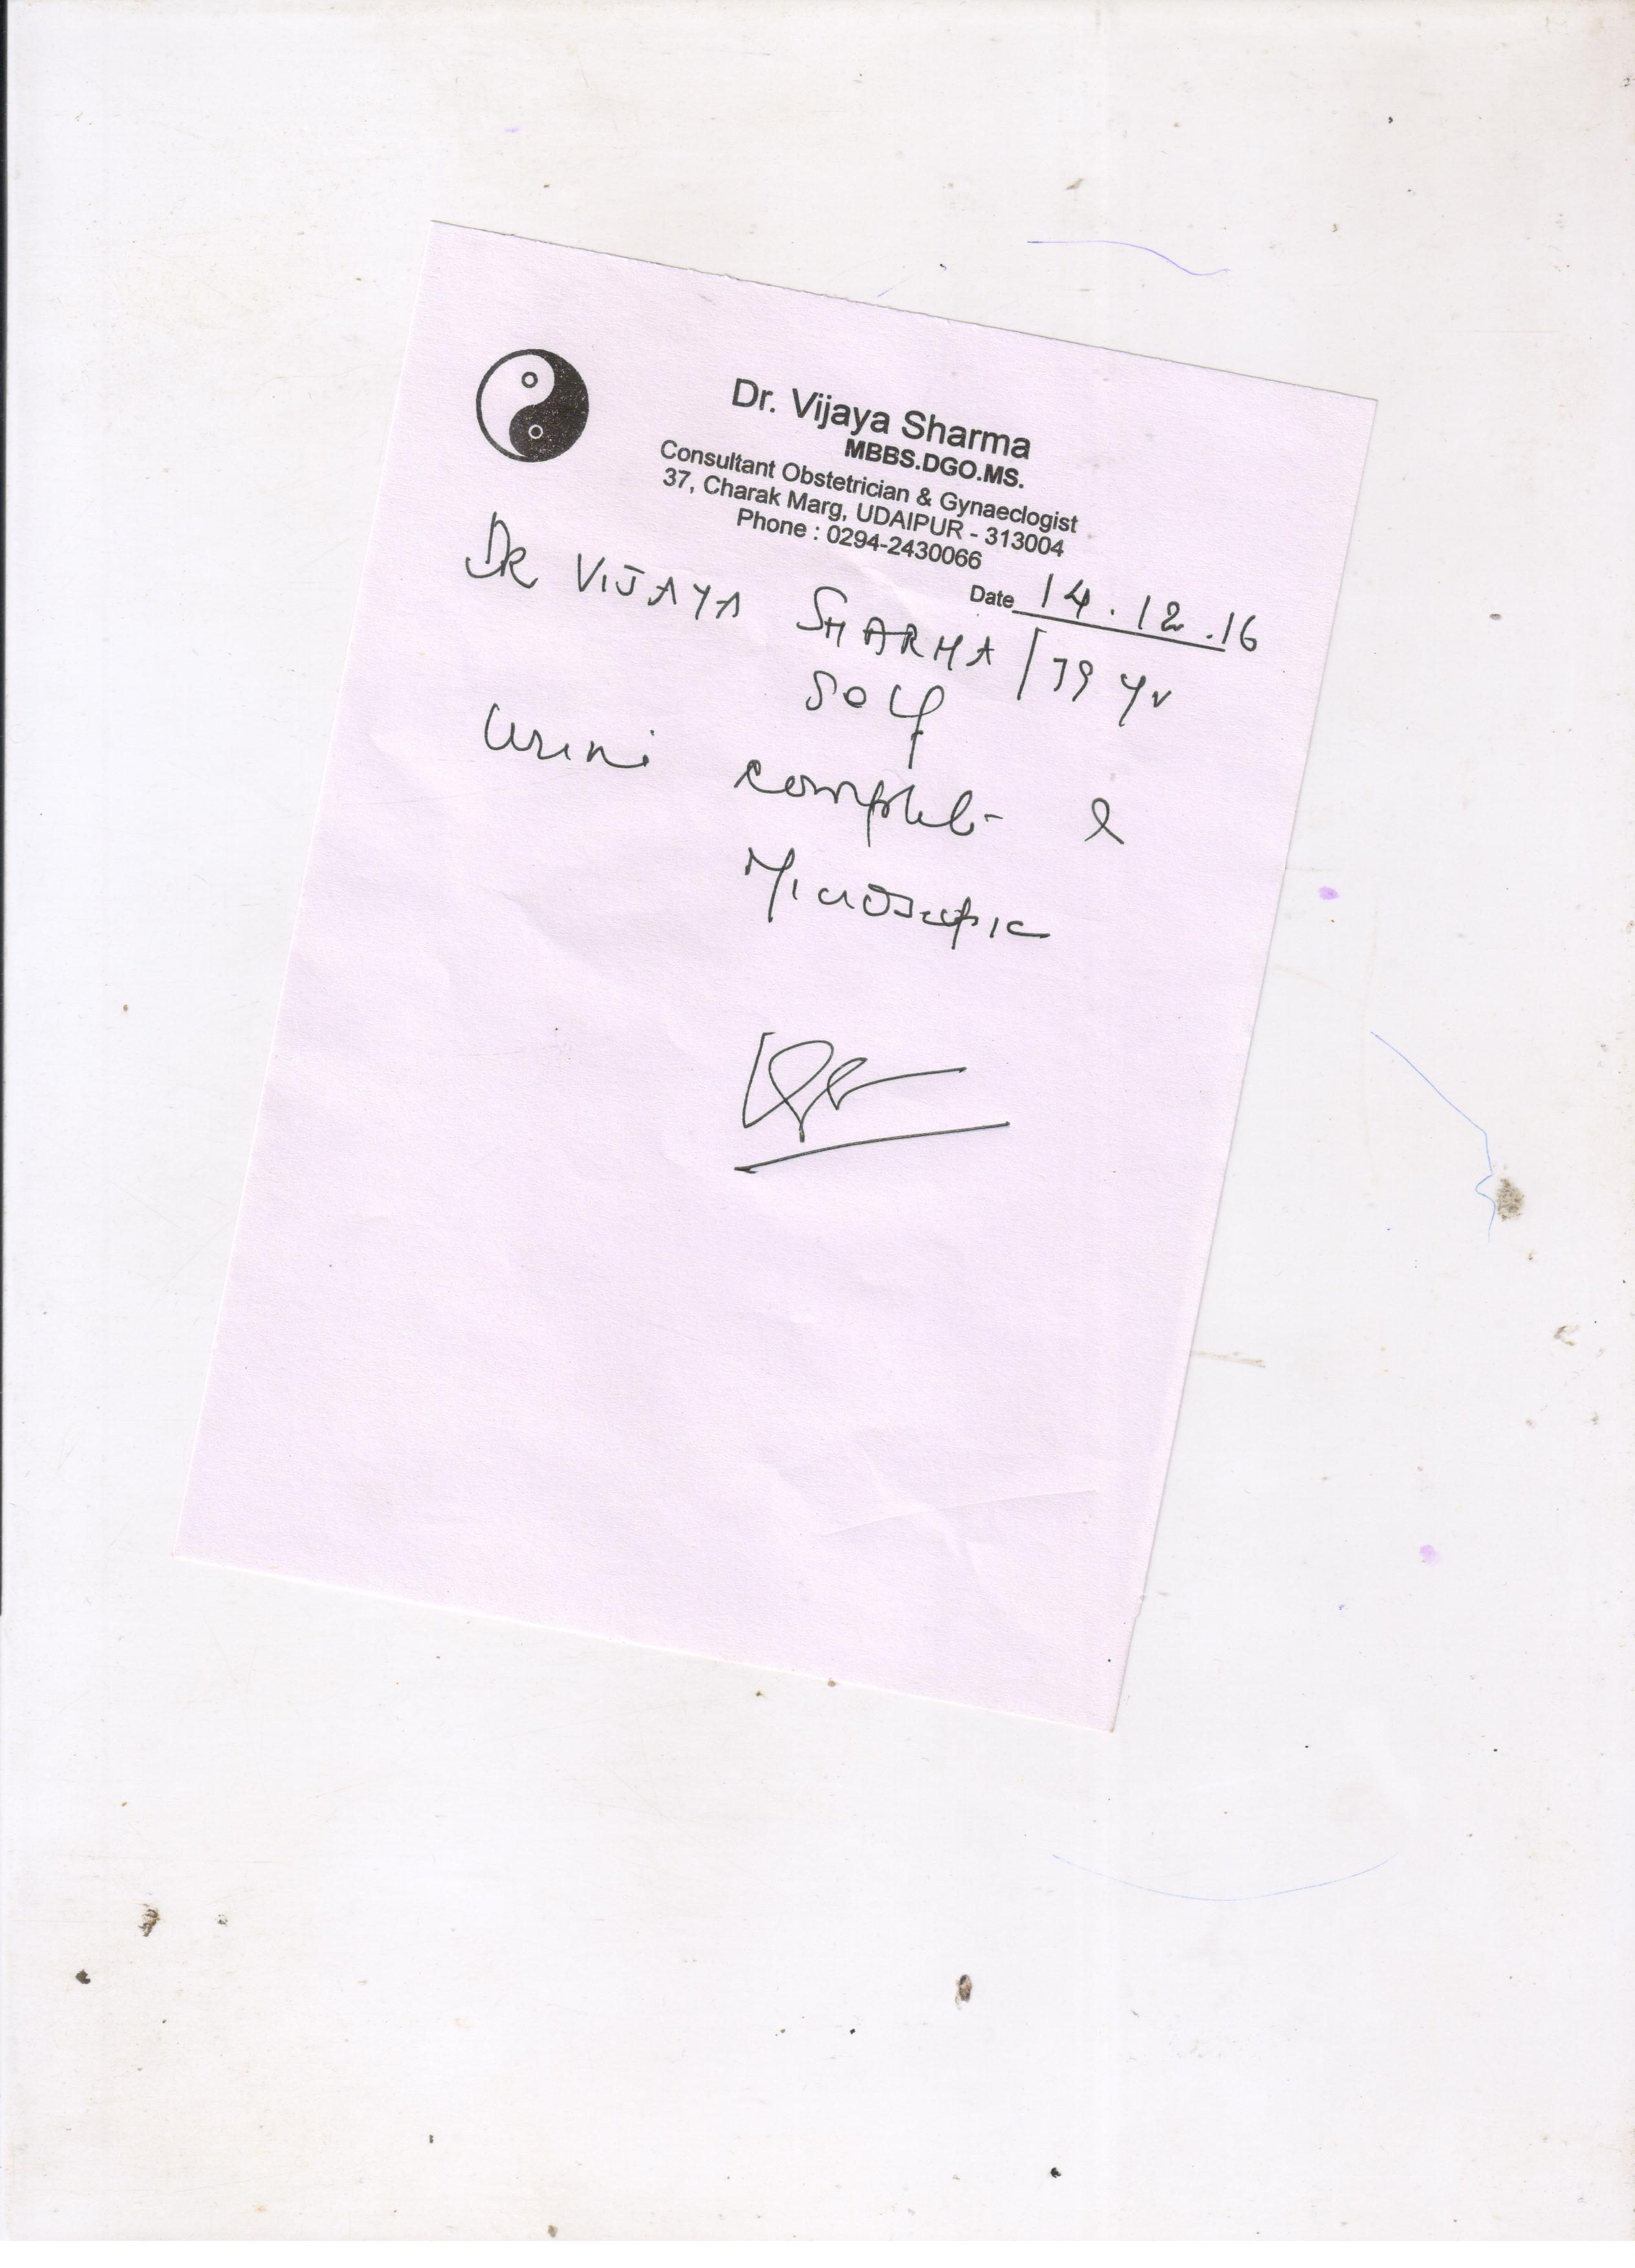 Dr. Vijaya Sharma
MBBS.DGO.MS.
Consultant Obstetrician & Gynaeclogist
37, Charak Marg, UDAIPUR - 313004
Phone : 0294-2430066
Date 14.12.16
DR VIJAYA SHARMA / 79 yr
Self
Urine complete &
Microscopic